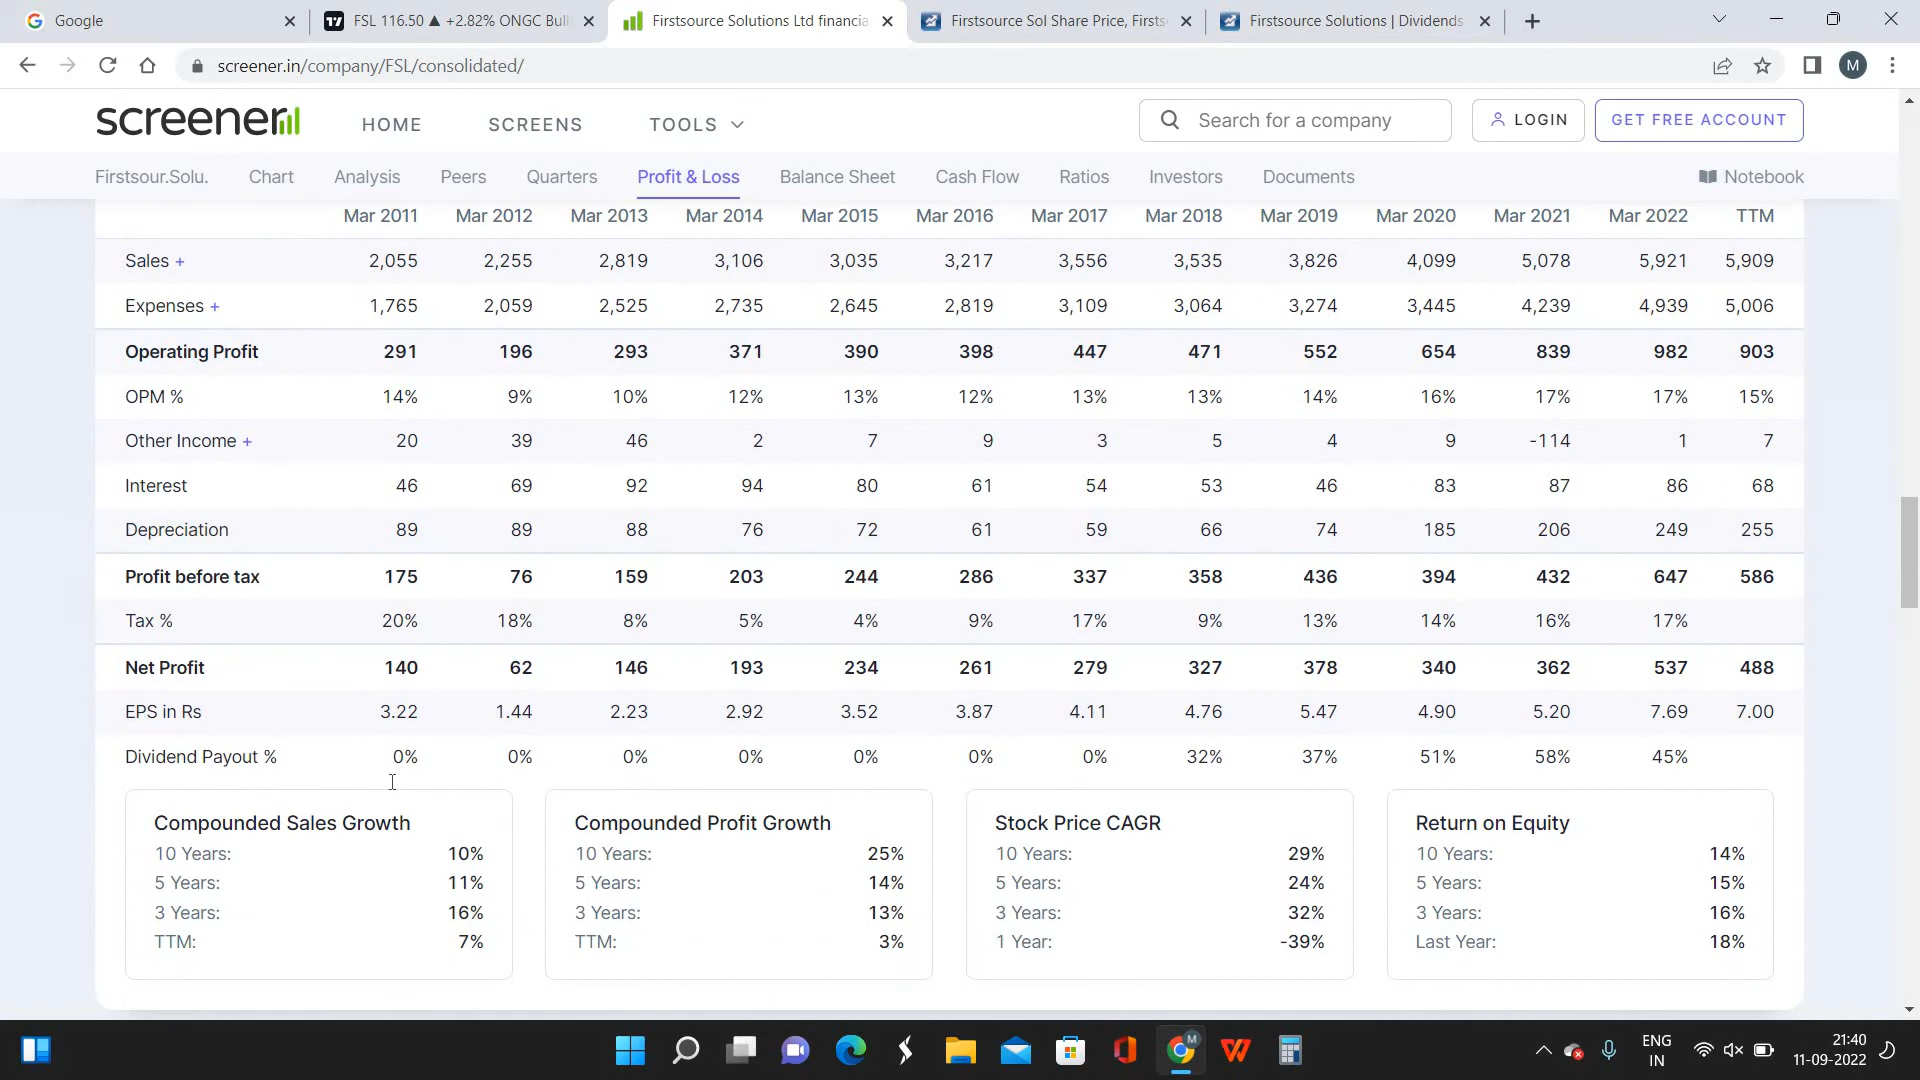 Google
FSL 116.50 ▲ +2.82% ONGC Bul
Firstsource Solutions Ltd financia
Firstsource Sol Share Price, Firsts
Firstsource Solutions | Dividends
screener.in/company/FSL/consolidated/
M
screener
HOME
SCREENS
TOOLS
Search for a company
LOGIN
GET FREE ACCOUNT
Firstsour.Solu. Chart Analysis Peers Quarters Profit & Loss Balance Sheet Cash Flow Ratios Investors Documents Notebook
Mar 2011 Mar 2012 Mar 2013 Mar 2014 Mar 2015 Mar 2016 Mar 2017 Mar 2018 Mar 2019 Mar 2020 Mar 2021 Mar 2022 TTM
Sales + 2,055 2,255 2,819 3,106 3,035 3,217 3,556 3,535 3,826 4,099 5,078 5,921 5,909
Expenses + 1,765 2,059 2,525 2,735 2,645 2,819 3,109 3,064 3,274 3,445 4,239 4,939 5,006
Operating Profit 291 196 293 371 390 398 447 471 552 654 839 982 903
OPM % 14% 9% 10% 12% 13% 12% 13% 13% 14% 16% 17% 17% 15%
Other Income + 20 39 46 2 7 9 3 5 4 9 -114 1 7
Interest 46 69 92 94 80 61 54 53 46 83 87 86 68
Depreciation 89 89 88 76 72 61 59 66 74 185 206 249 255
Profit before tax 175 76 159 203 244 286 337 358 436 394 432 647 586
Tax % 20% 18% 8% 5% 4% 9% 17% 9% 13% 14% 16% 17%
Net Profit 140 62 146 193 234 261 279 327 378 340 362 537 488
EPS in Rs 3.22 1.44 2.23 2.92 3.52 3.87 4.11 4.76 5.47 4.90 5.20 7.69 7.00
Dividend Payout % 0% 0% 0% 0% 0% 0% 0% 32% 37% 51% 58% 45%
Compounded Sales Growth
10 Years: 10%
5 Years: 11%
3 Years: 16%
TTM: 7%
Compounded Profit Growth
10 Years: 25%
5 Years: 14%
3 Years: 13%
TTM: 3%
Stock Price CAGR
10 Years: 29%
5 Years: 24%
3 Years: 32%
1 Year: -39%
Return on Equity
10 Years: 14%
5 Years: 15%
3 Years: 16%
Last Year: 18%
M
ENG
IN
21:40
11-09-2022